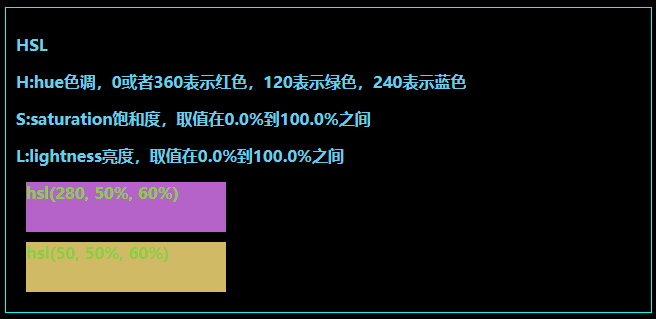 HSL
H:hue色调，0或者360表示红色，120表示绿色，240表示蓝色
S:saturation饱和度，取值在0.0%到100.0%之间
L:lightness亮度，取值在0.0%到100.0%之间
hsl(280, 50%, 60%)
hsl(50, 50%, 60%)